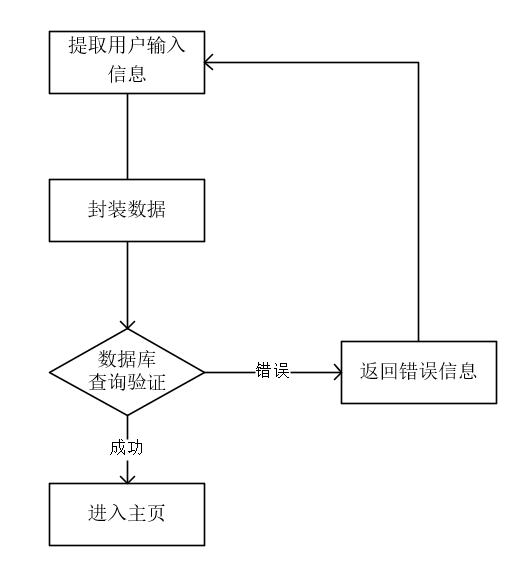 提取用户输入
信息
封装数据
数据库
查询验证
错误
返回错误信息
成功
进入主页